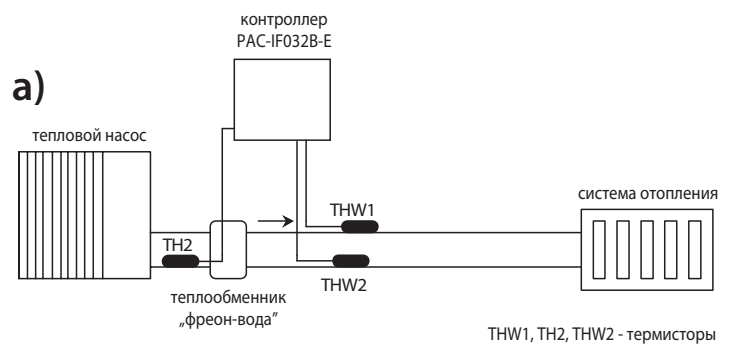 контроллер
PAC-IF032B-E
а)
тепловой насос
THW1
система отопления
TH2
THW2
теплообменник
„фреон-вода”
THW1, TH2, THW2 - термисторы